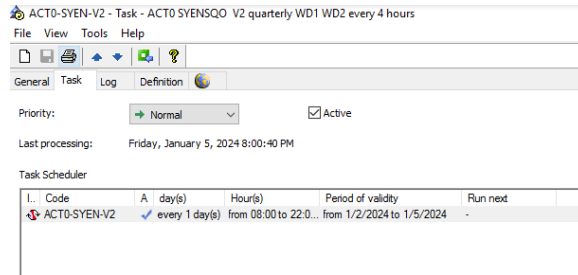 ACT0-SYEN-V2 - Task - ACT0 SYENSQO  V2 quarterly WD1 WD2 every 4 hours
File View Tools Help
General Task Log Definition
Priority: Normal Active
Last processing: Friday, January 5, 2024 8:00:40 PM
Task Scheduler
I.. Code A day(s) Hour(s) Period of validity Run next
ACT0-SYEN-V2 every 1 day(s) from 08:00 to 22:0... from 1/2/2024 to 1/5/2024 -